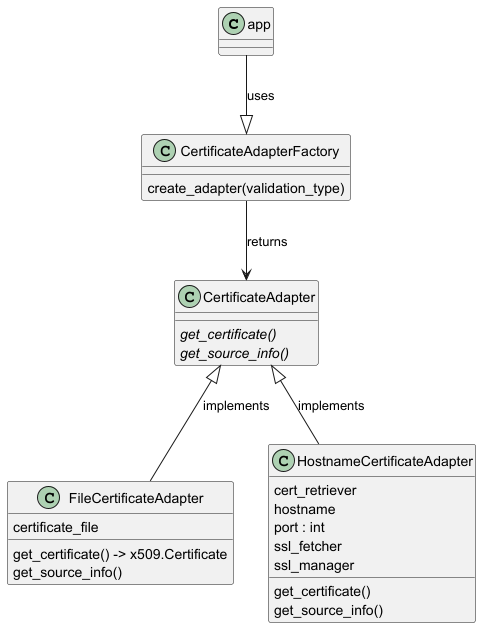 C app
uses
C CertificateAdapterFactory
create_adapter(validation_type)
returns
C CertificateAdapter
get_certificate()
get_source_info()
implements
implements
C FileCertificateAdapter
certificate_file
get_certificate() -> x509.Certificate
get_source_info()
C HostnameCertificateAdapter
cert_retriever
hostname
port : int
ssl_fetcher
ssl_manager
get_certificate()
get_source_info()